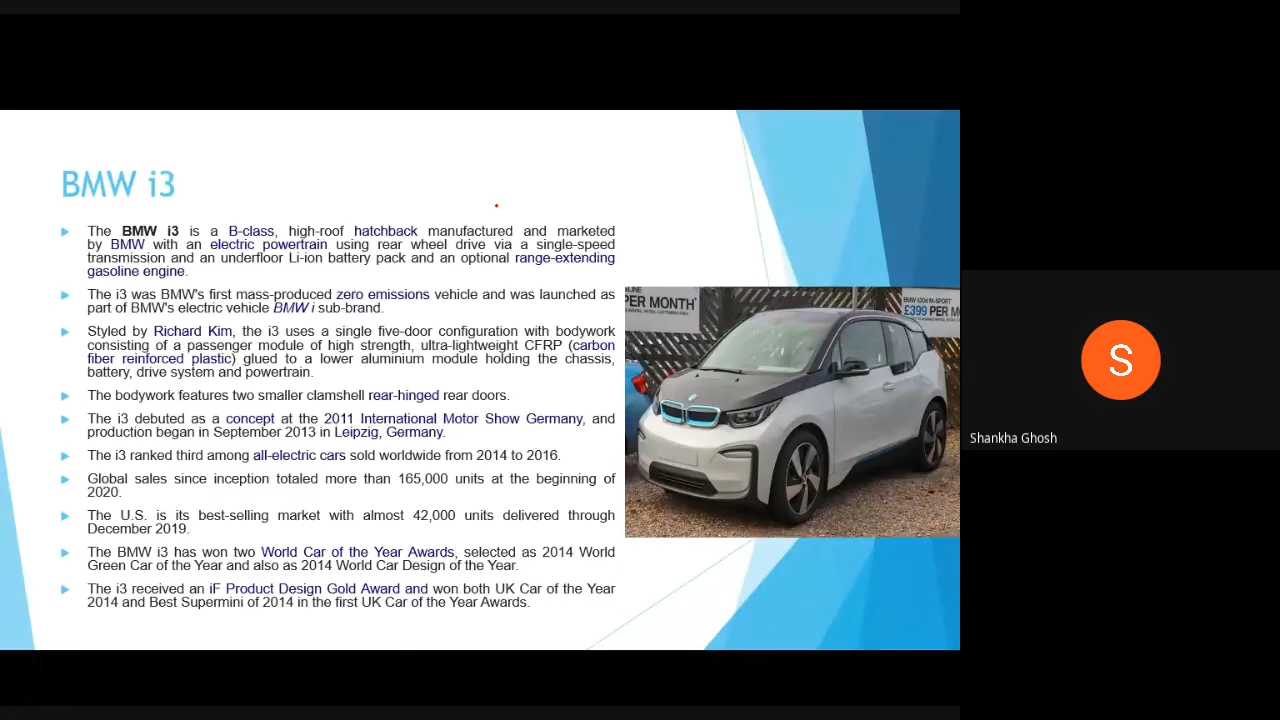 BMW i3
The BMW i3 is a B-class, high-roof hatchback manufactured and marketed
by BMW with an electric powertrain using rear wheel drive via a single-speed
transmission and an underfloor Li-ion battery pack and an optional range-extending
gasoline engine.
The i3 was BMW's first mass-produced zero emissions vehicle and was launched as
part of BMW's electric vehicle BMW i sub-brand.
Styled by Richard Kim, the i3 uses a single five-door configuration with bodywork
consisting of a passenger module of high strength, ultra-lightweight CFRP (carbon
fiber reinforced plastic) glued to a lower aluminium module holding the chassis,
battery, drive system and powertrain.
The bodywork features two smaller clamshell rear-hinged rear doors.
The i3 debuted as a concept at the 2011 International Motor Show Germany, and
production began in September 2013 in Leipzig, Germany.
The i3 ranked third among all-electric cars sold worldwide from 2014 to 2016.
Global sales since inception totaled more than 165,000 units at the beginning of
2020.
The U.S. is its best-selling market with almost 42,000 units delivered through
December 2019.
The BMW i3 has won two World Car of the Year Awards, selected as 2014 World
Green Car of the Year and also as 2014 World Car Design of the Year.
The i3 received an iF Product Design Gold Award and won both UK Car of the Year
2014 and Best Supermini of 2014 in the first UK Car of the Year Awards.
PER MONTH*
£399 PER M
S
Shankha Ghosh